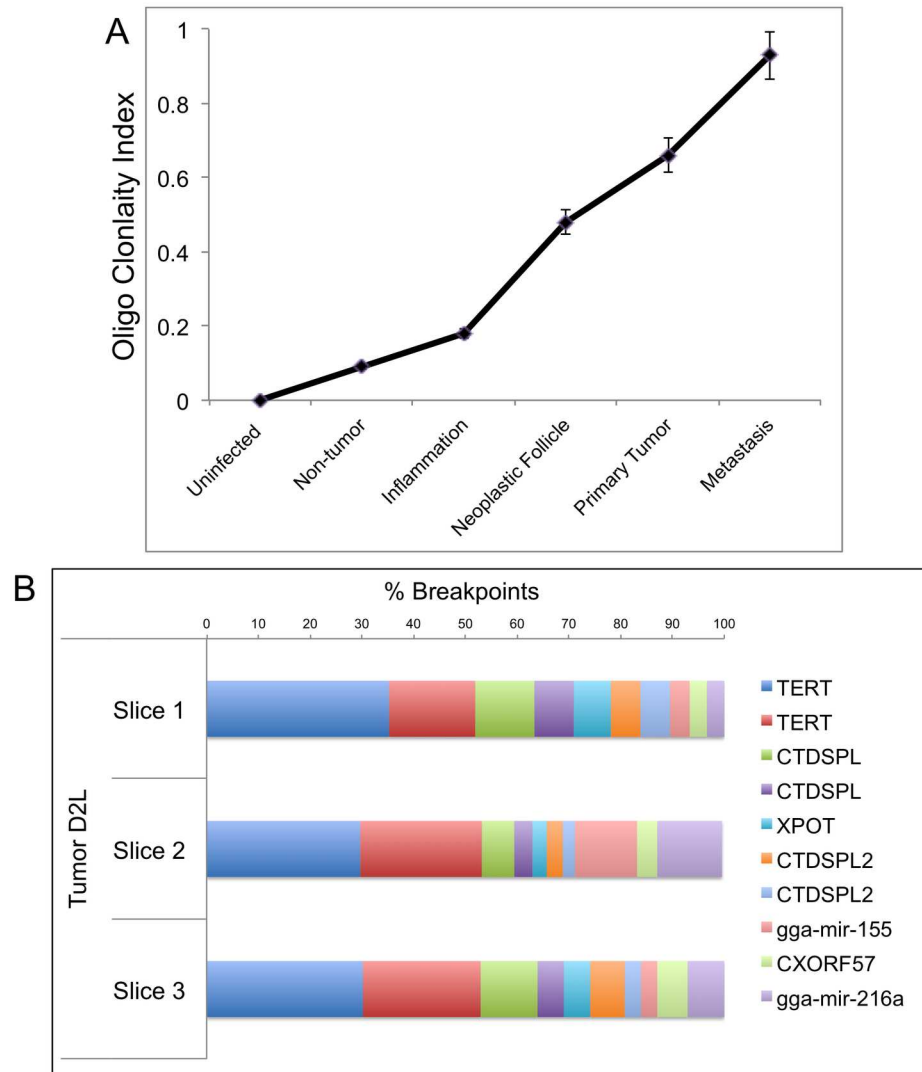 A
Oligo Clonlaity Index
1
0.8
0.6
0.4
0.2
0
Uninfected
Non-tumor
Inflammation
Neoplastic Follicle
Primary Tumor
Metastasis
B
% Breakpoints
0 10 20 30 40 50 60 70 80 90 100
Tumor D2L
Slice 1
Slice 2
Slice 3
TERT
TERT
CTDSPL
CTDSPL
XPOT
CTDSPL2
CTDSPL2
gga-mir-155
CXORF57
gga-mir-216a